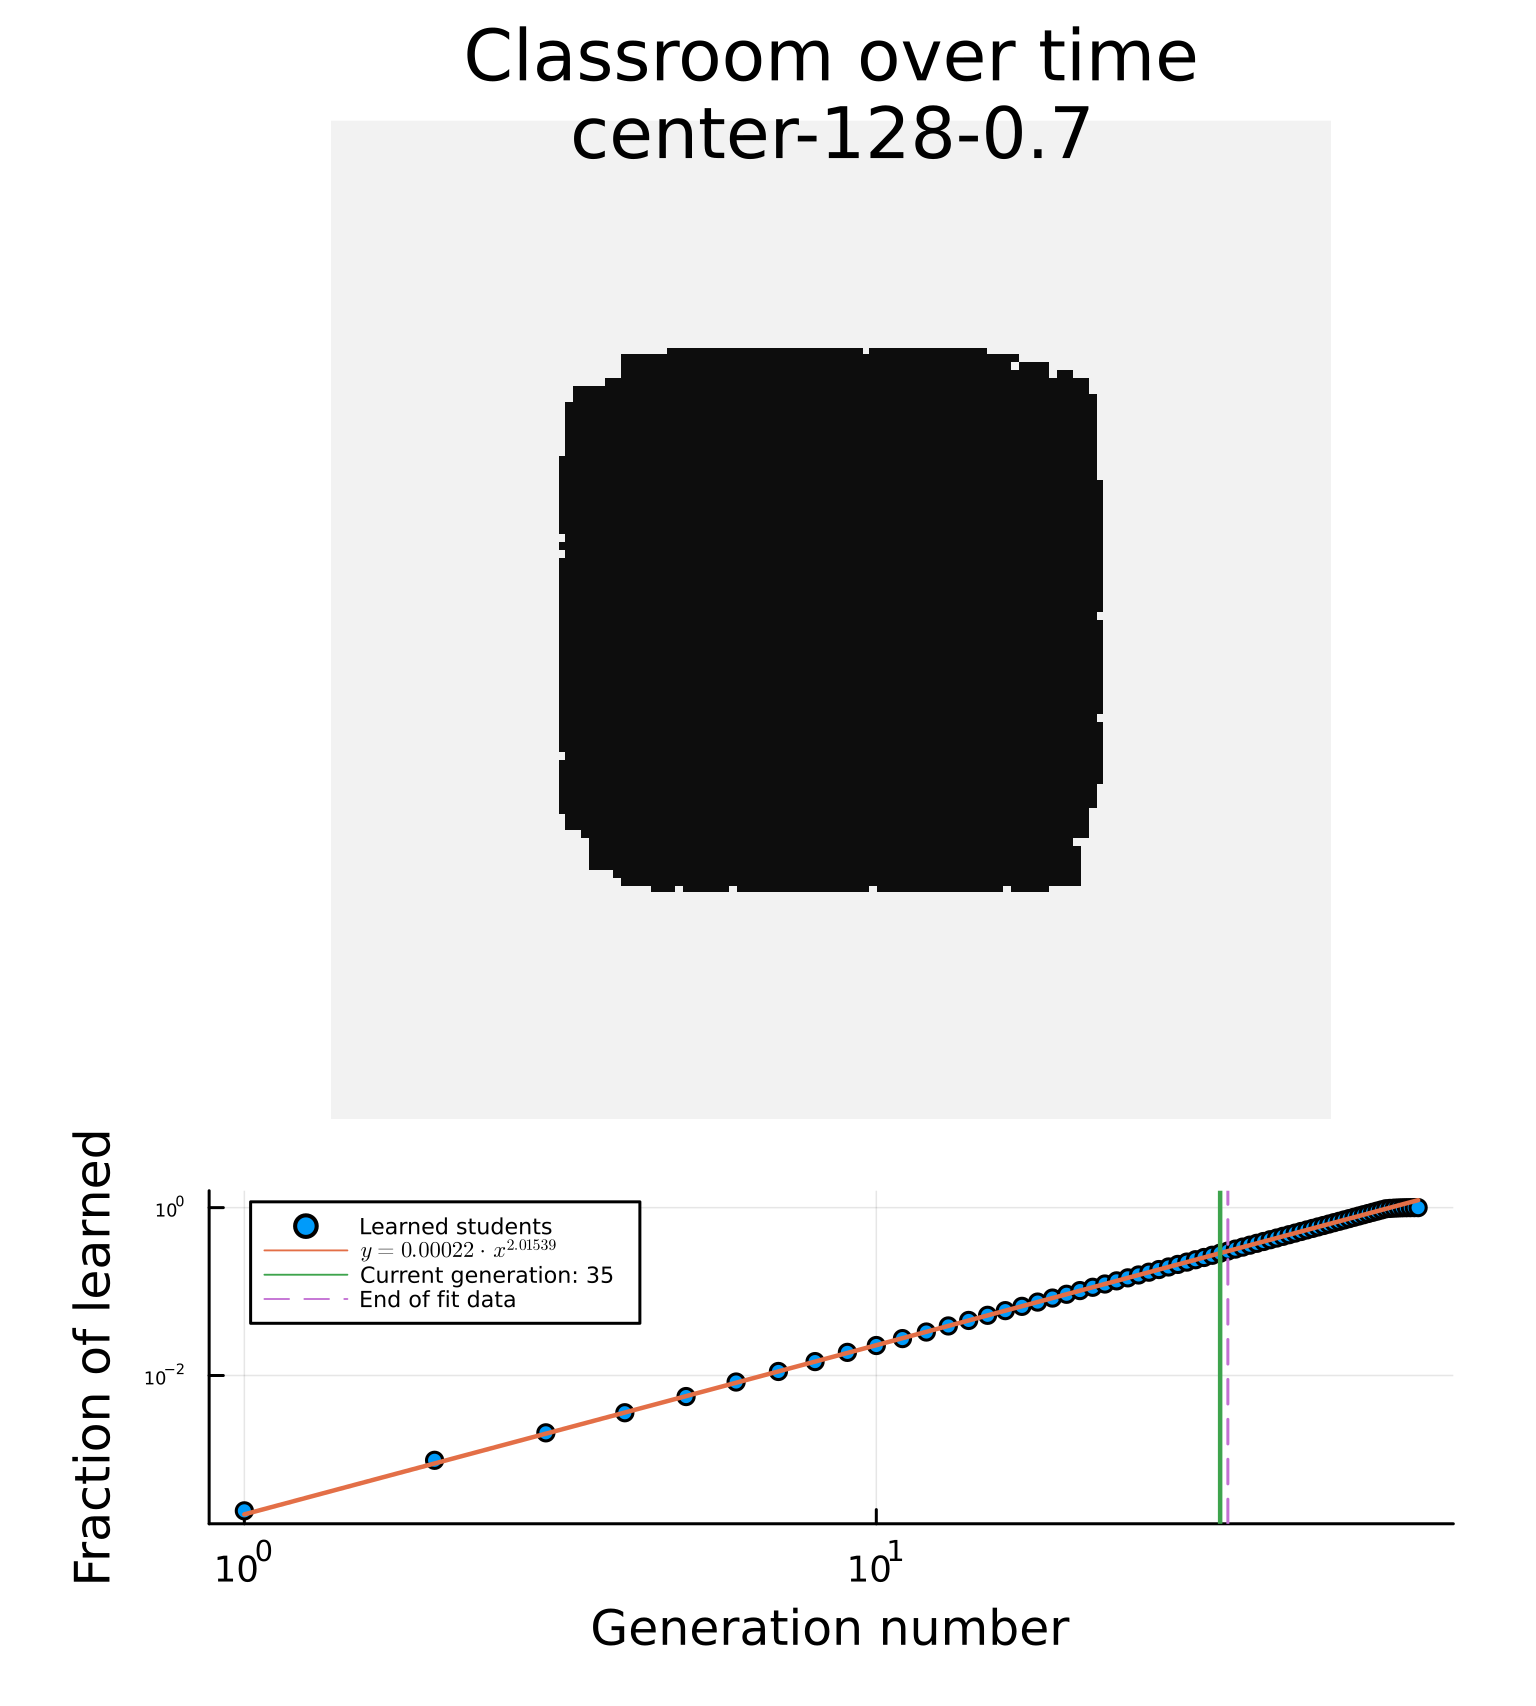 Classroom over time
center-128-0.7
Fraction of learned
10⁰
10⁻²
Learned students
y = 0.00022 · x^{2.01539}
Current generation: 35
End of fit data
10⁰
10¹
Generation number